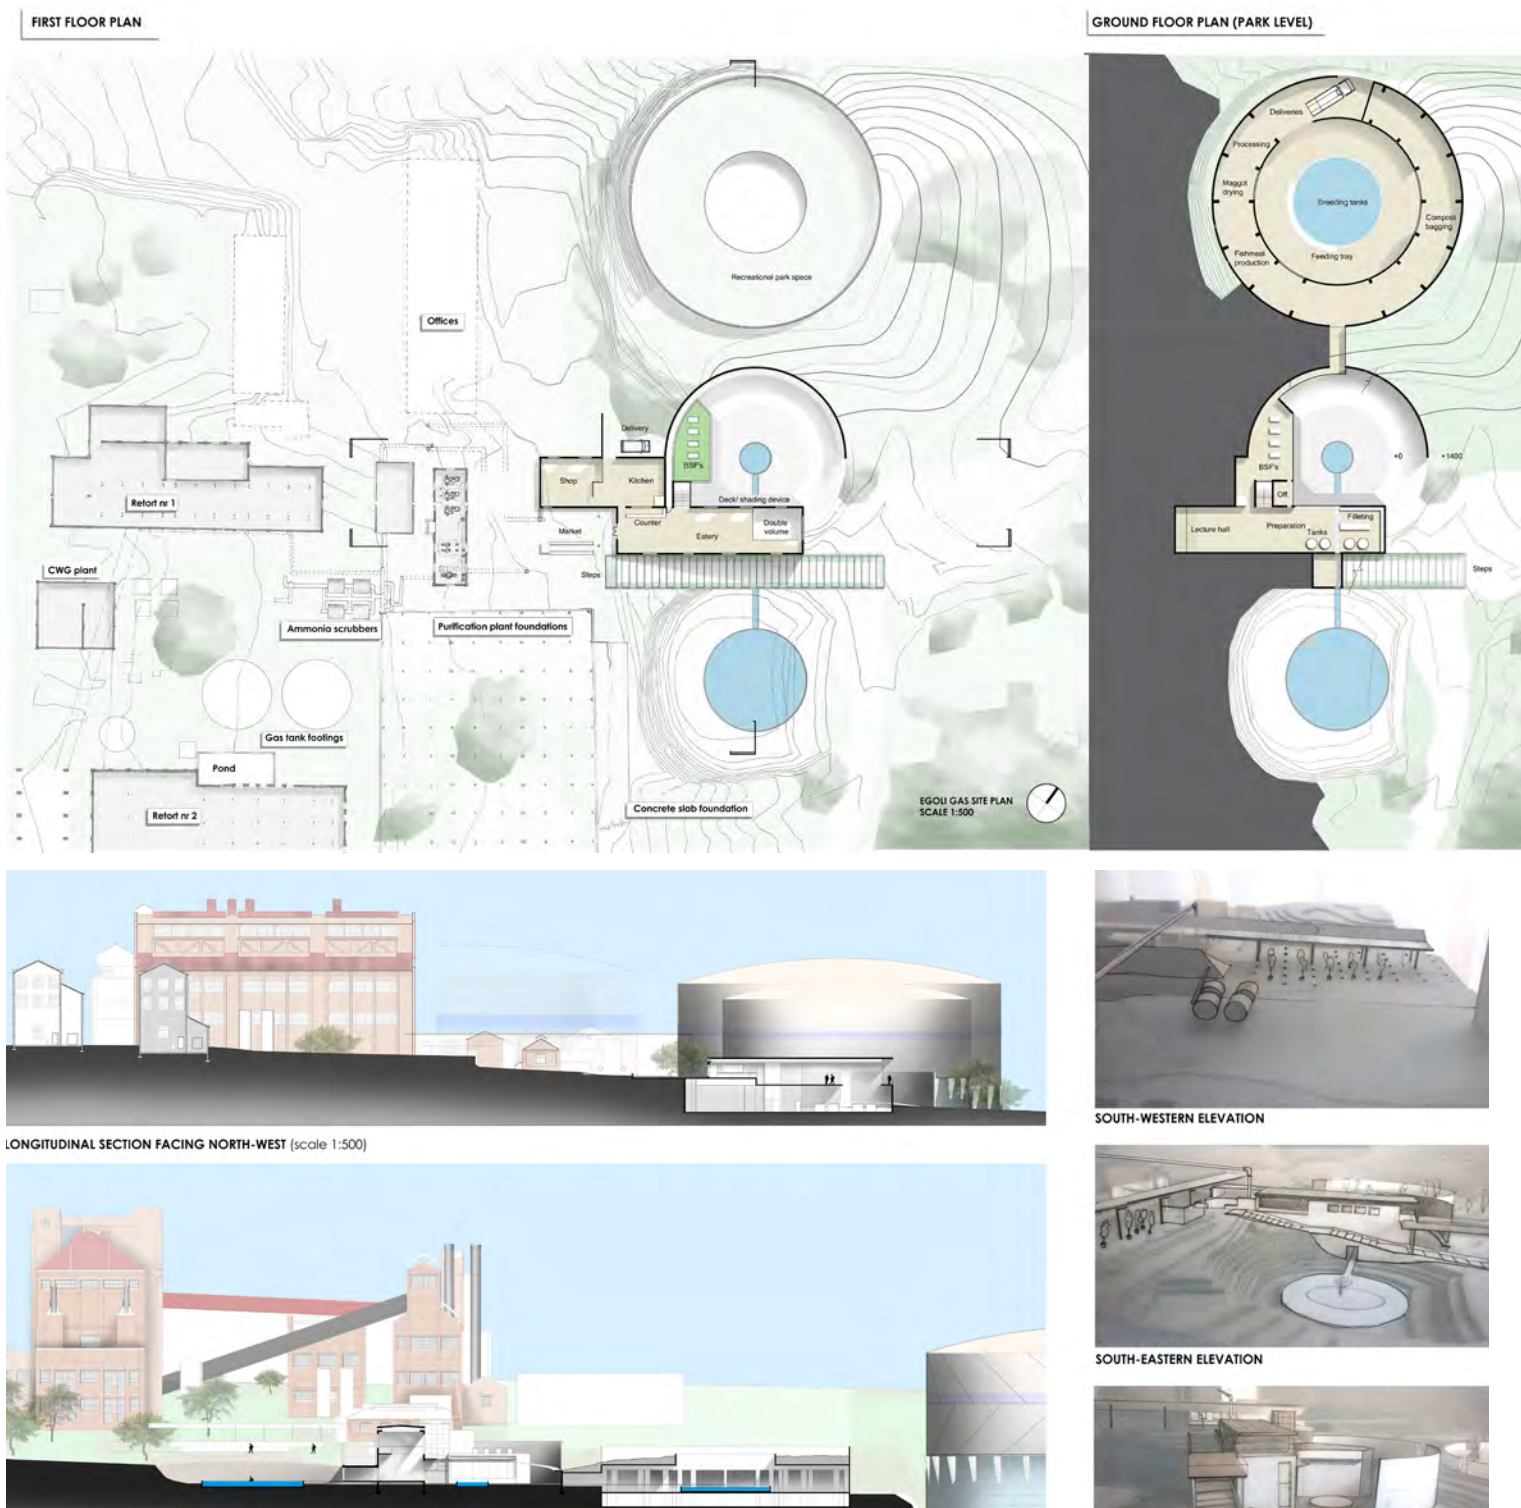 FIRST FLOOR PLAN
GROUND FLOOR PLAN (PARK LEVEL)
Recreational park space
Offices
Retort nr 1
CWG plant
Ammonia scrubbers
Purification plant foundations
Gas tank footings
Pond
Retort nr 2
Concrete slab foundation
Delivery
Shop
Kitchen
BSF's
Deck/ shading device
Market
Counter
Eatery
Double
volume
Steps
EGOLI GAS SITE PLAN
SCALE 1:500
Deliveries
Processing
Maggot
drying
Breeding tanks
Compost
bagging
Fishmeal
production
Feeding tray
BSF's
+0
+1400
Off.
Lecture hall
Preparation
Tanks
Filleting
Steps
LONGITUDINAL SECTION FACING NORTH-WEST (scale 1:500)
SOUTH-WESTERN ELEVATION
SOUTH-EASTERN ELEVATION